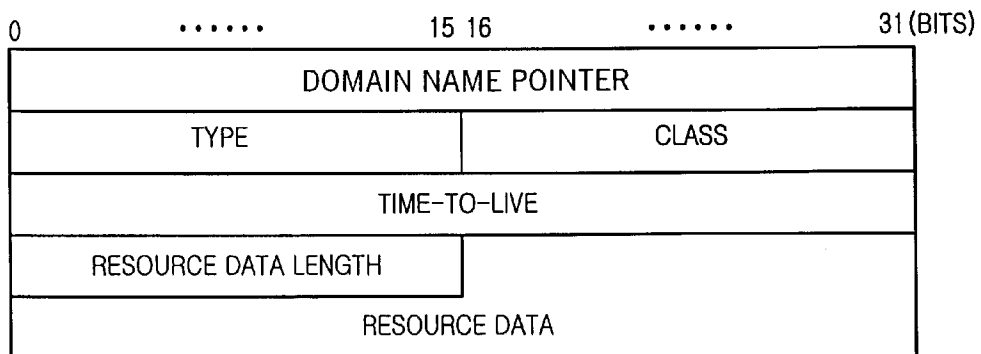 0 ...... 15 16 ...... 31 (BITS)
DOMAIN NAME POINTER
TYPE CLASS
TIME-TO-LIVE
RESOURCE DATA LENGTH
RESOURCE DATA